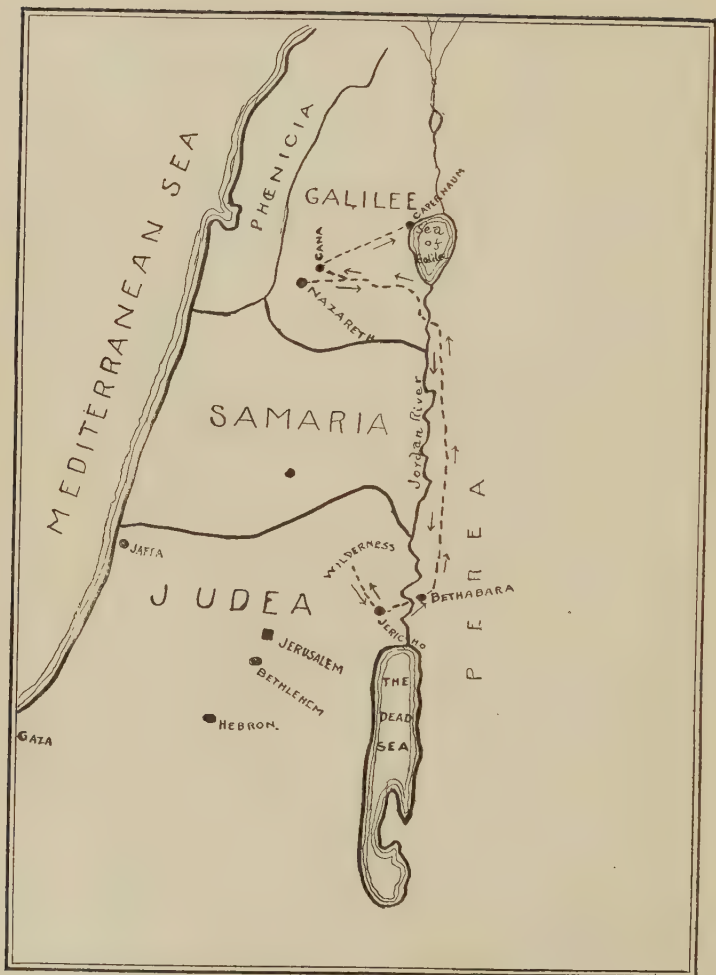 MEDITERRANEAN SEA
PHŒNICIA
GALILEE
CAPERNAUM
Sea
of
Galilee
CANA
NAZARETH
SAMARIA
Jordan River
PEREA
JAFFA
WILDERNESS
JUDEA
BETHABARA
JERICHO
JERUSALEM
BETHLEHEM
HEBRON.
GAZA
THE
DEAD
SEA